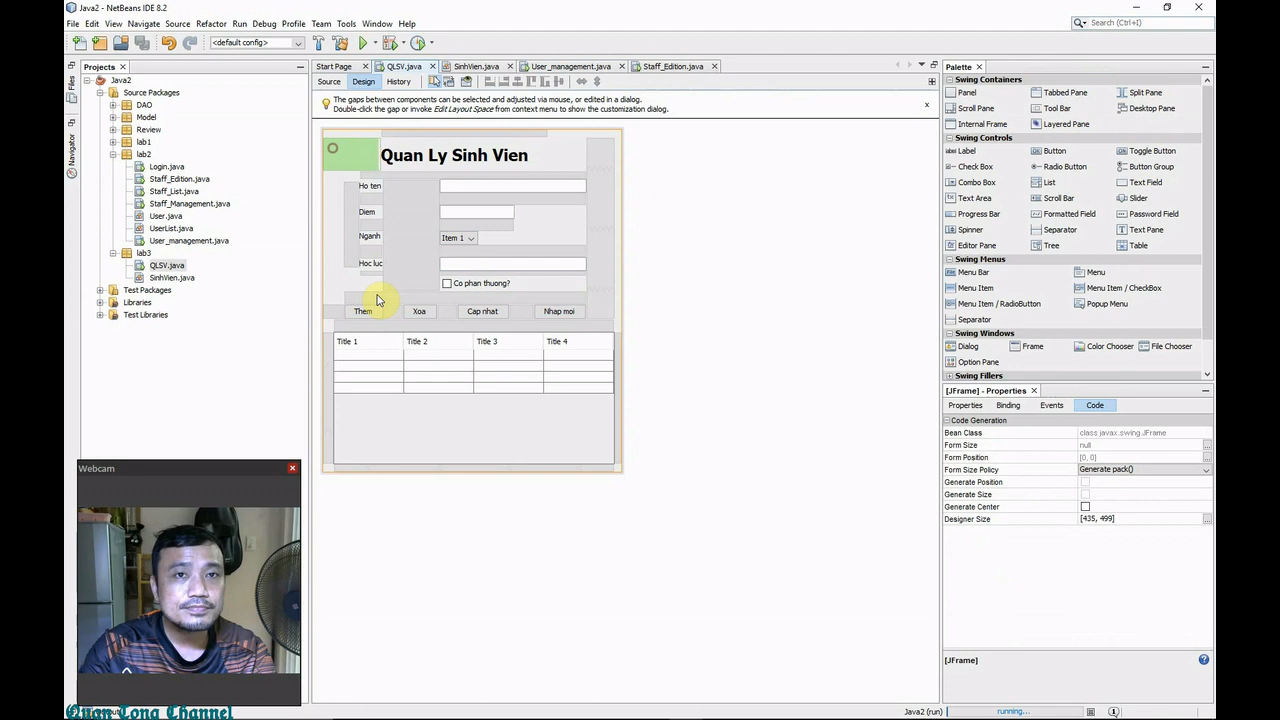 Java2 - NetBeans IDE 8.2
File Edit View Navigate Source Refactor Run Debug Profile Team Tools Window Help
Search (Ctrl+I)
<default config>
Projects
Files
Navigator
Java2
Source Packages
DAO
Model
Review
lab1
lab2
Login.java
Staff_Edition.java
Staff_List.java
Staff_Management.java
User.java
UserList.java
User_management.java
lab3
QLSV.java
SinhVien.java
Test Packages
Libraries
Test Libraries
Start Page QLSV.java SinhVien.java User_management.java Staff_Edition.java
Source Design History
The gaps between components can be selected and adjusted via mouse, or edited in a dialog.
Double-click the gap or invoke Edit Layout Space from context menu to show the customization dialog.
Quan Ly Sinh Vien
Ho ten
Diem
Nganh Item 1
Hoc luc
Co phan thuong?
Them Xoa Cap nhat Nhap moi
Title 1 Title 2 Title 3 Title 4
Palette
Swing Containers
Panel Tabbed Pane Split Pane
Scroll Pane Tool Bar Desktop Pane
Internal Frame Layered Pane
Swing Controls
Label Button Toggle Button
Check Box Radio Button Button Group
Combo Box List Text Field
Text Area Scroll Bar Slider
Progress Bar Formatted Field Password Field
Spinner Separator Text Pane
Editor Pane Tree Table
Swing Menus
Menu Bar Menu
Menu Item Menu Item / CheckBox
Menu Item / RadioButton Popup Menu
Separator
Swing Windows
Dialog Frame Color Chooser File Chooser
Option Pane
Swing Fillers
[JFrame] - Properties
Properties Binding Events Code
Code Generation
Bean Class class javax.swing.JFrame
Form Size null
Form Position [0, 0]
Form Size Policy Generate pack()
Generate Position
Generate Size
Generate Center
Designer Size [435, 499]
[JFrame]
Webcam
Quan Tong Channel
Java2 (run) running...
1